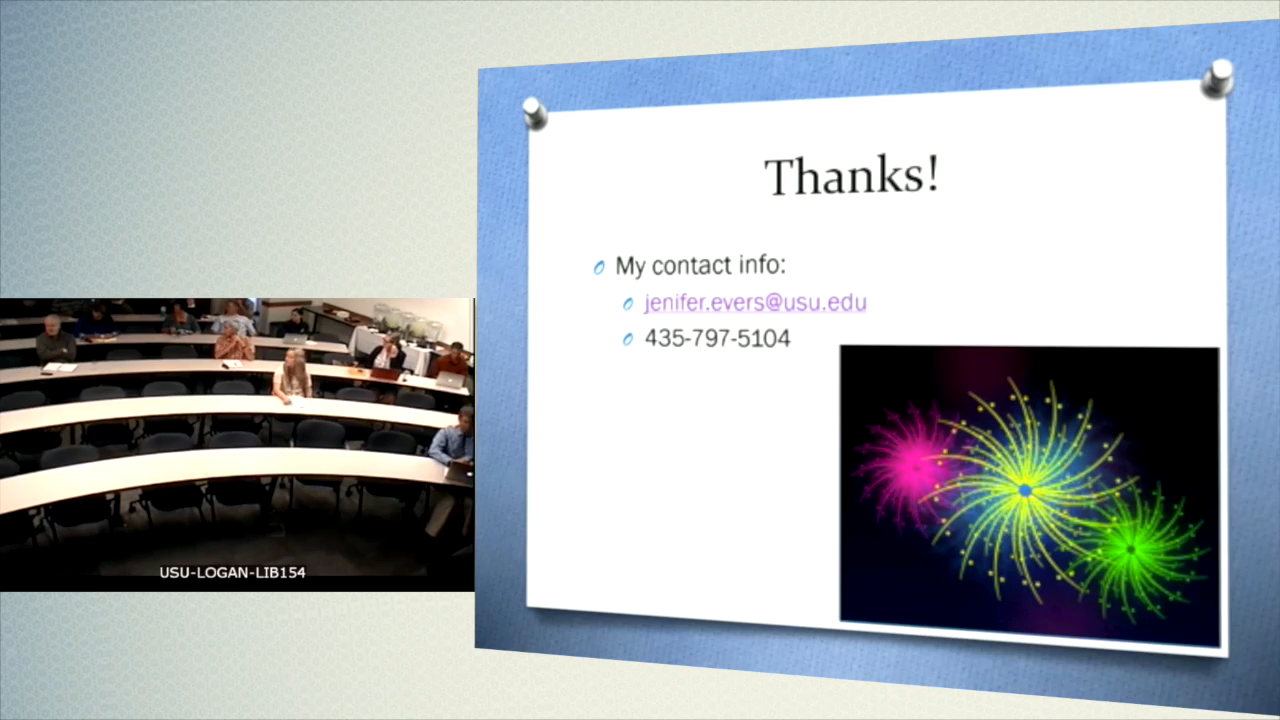 Thanks!
My contact info:
jenifer.evers@usu.edu
435-797-5104
USU-LOGAN-LIB154